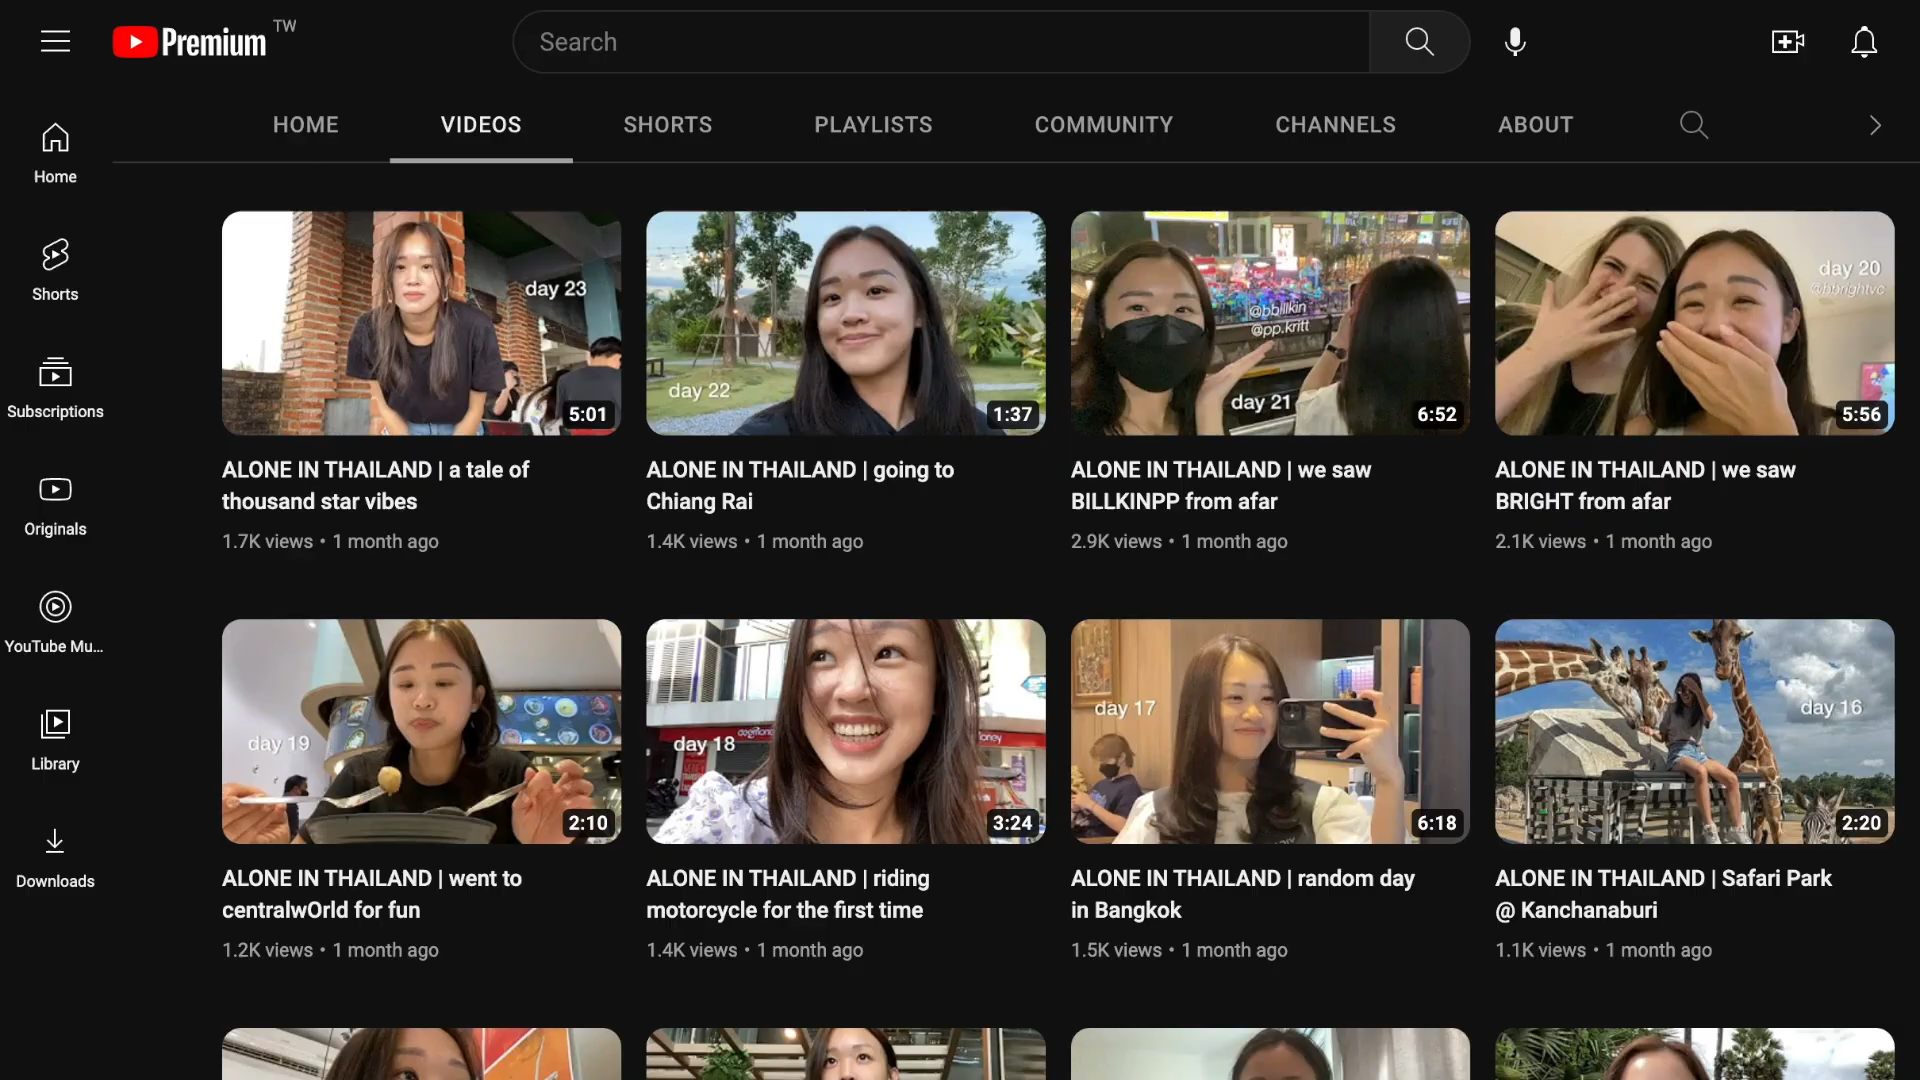 Premium TW
Search
HOME VIDEOS SHORTS PLAYLISTS COMMUNITY CHANNELS ABOUT
Home
Shorts
Subscriptions
Originals
YouTube Mu...
Library
Downloads
day 23
5:01
ALONE IN THAILAND | a tale of
thousand star vibes
1.7K views • 1 month ago
day 22
1:37
ALONE IN THAILAND | going to
Chiang Rai
1.4K views • 1 month ago
@bbillkin
@pp.kritt
day 21
6:52
ALONE IN THAILAND | we saw
BILLKINPP from afar
2.9K views • 1 month ago
day 20
@bbrightvc
5:56
ALONE IN THAILAND | we saw
BRIGHT from afar
2.1K views • 1 month ago
day 19
2:10
ALONE IN THAILAND | went to
centralwOrld for fun
1.2K views • 1 month ago
day 18
3:24
ALONE IN THAILAND | riding
motorcycle for the first time
1.4K views • 1 month ago
day 17
6:18
ALONE IN THAILAND | random day
in Bangkok
1.5K views • 1 month ago
day 16
2:20
ALONE IN THAILAND | Safari Park
@ Kanchanaburi
1.1K views • 1 month ago